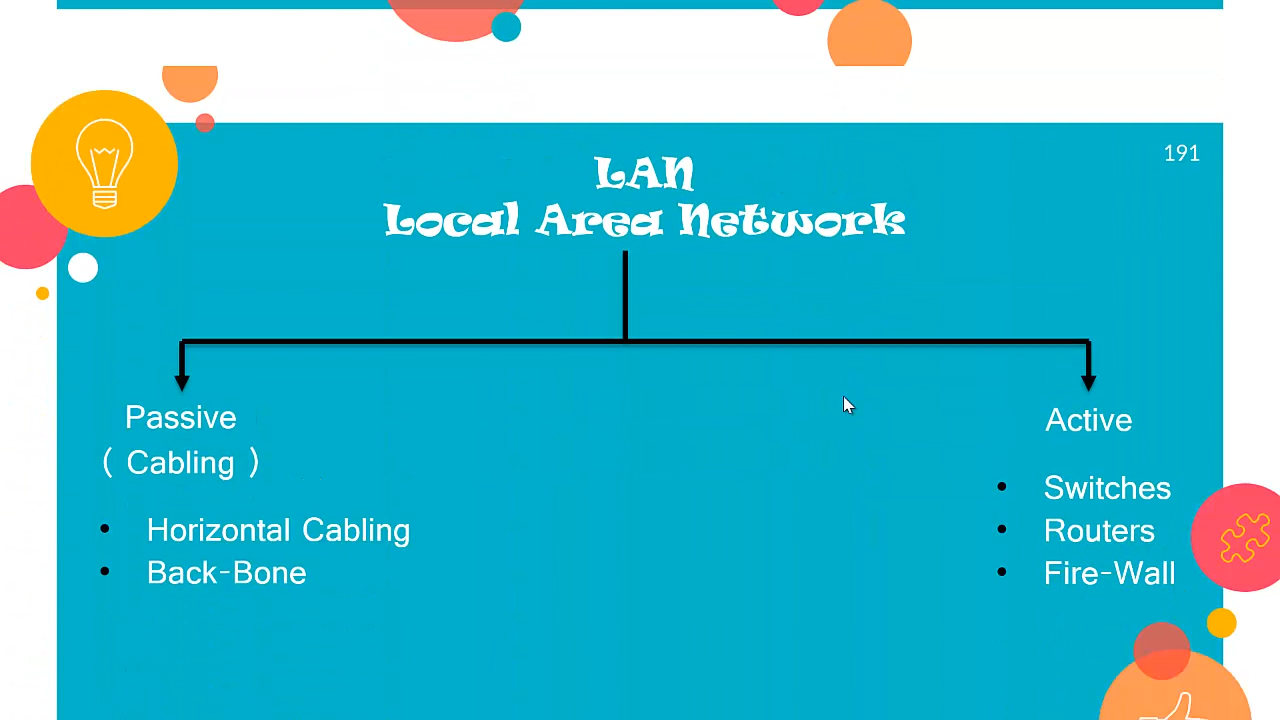 191
LAN
Local Area Network
Passive
( Cabling )
• Horizontal Cabling
• Back-Bone
Active
• Switches
• Routers
• Fire-Wall